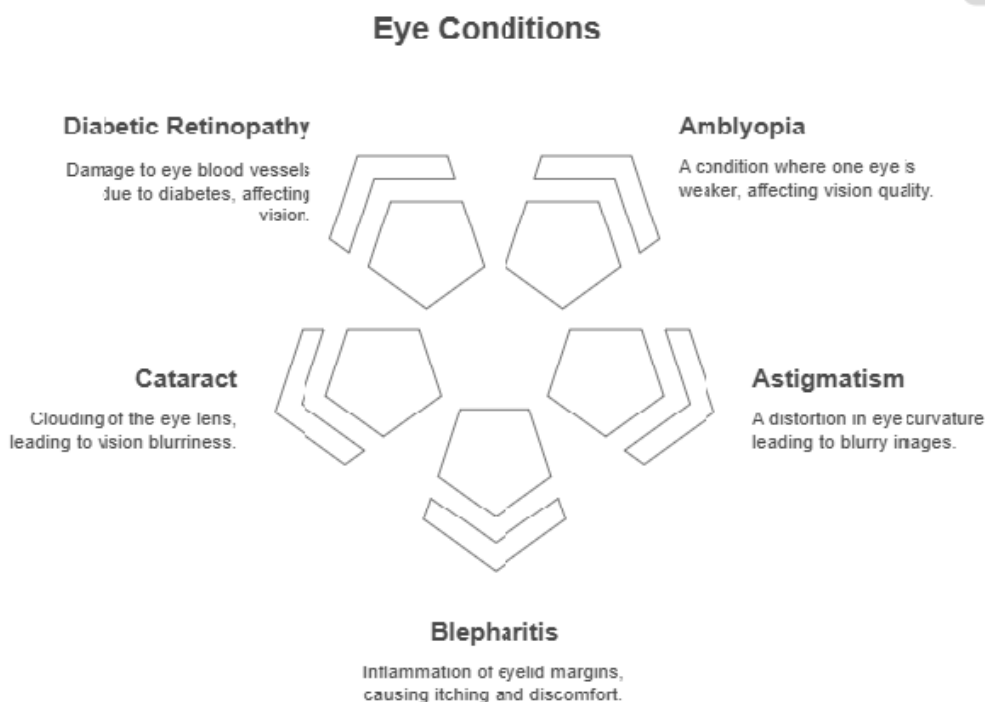 Eye Conditions
Diabetic Retinopathy
Damage to eye blood vessels
due to diabetes, affecting
vision.
Amblyopia
A condition where one eye is
weaker, affecting vision quality.
Cataract
Clouding of the eye lens,
leading to vision blurriness.
Astigmatism
A distortion in eye curvature
leading to blurry images.
Blepharitis
Inflammation of eyelid margins,
causing itching and discomfort.